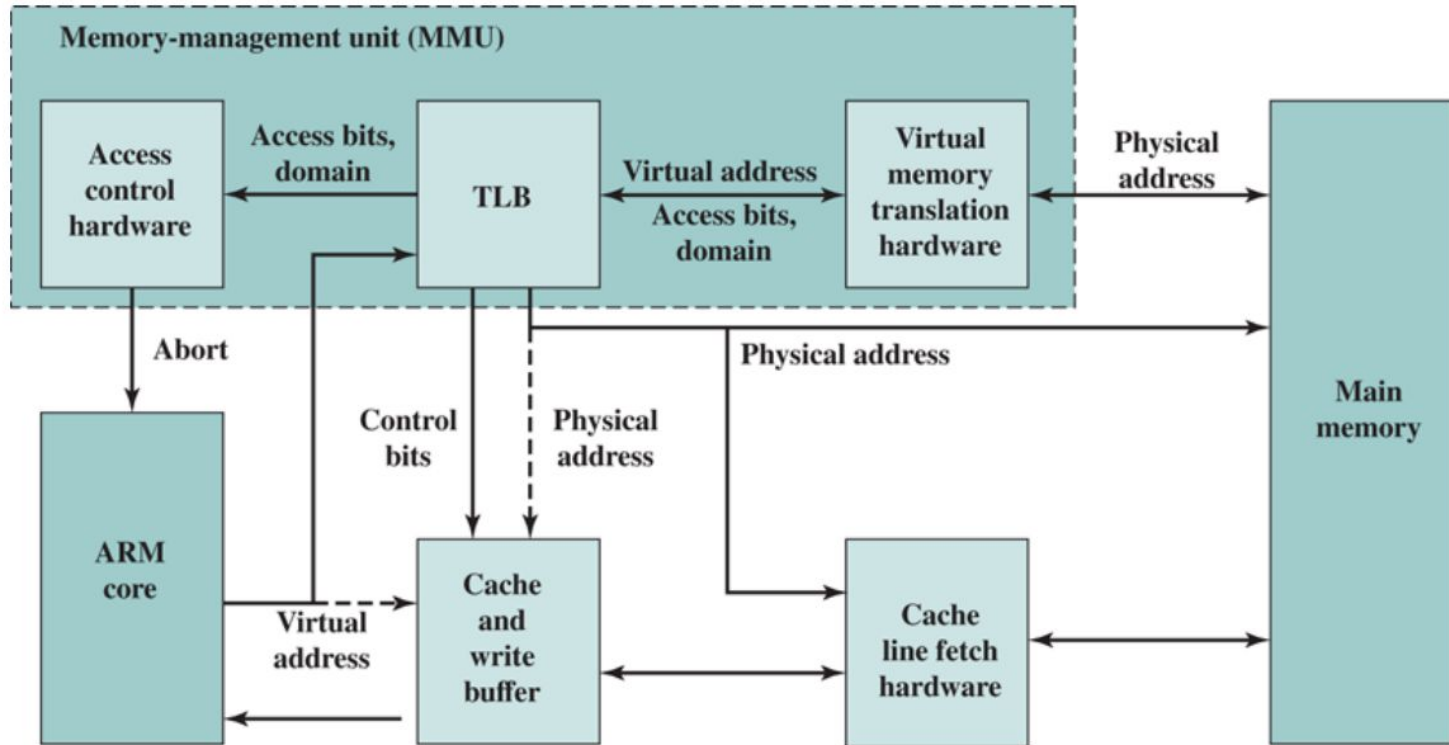 Memory-management unit (MMU)
Access
control
hardware
Access bits,
domain
TLB
Virtual address
Access bits,
domain
Virtual
memory
translation
hardware
Physical
address
Abort
Control
bits
Physical
address
Physical address
Main
memory
ARM
core
Virtual
address
Cache
and
write
buffer
Cache
line fetch
hardware